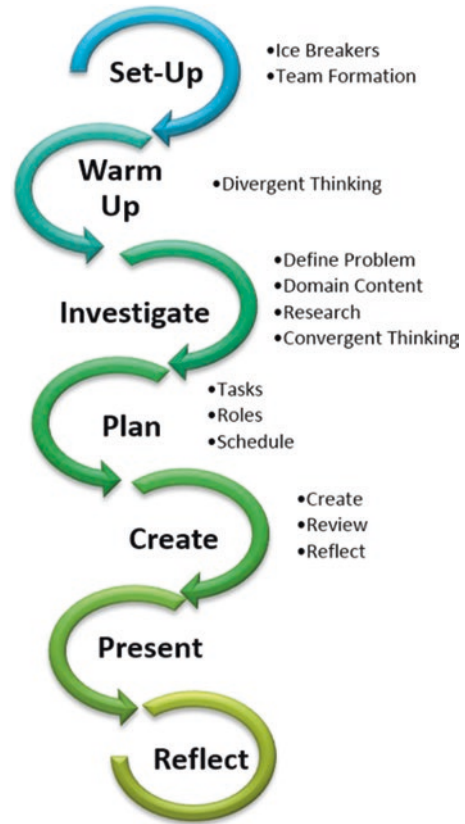 Set-Up
•Ice Breakers
•Team Formation
Warm
Up
•Divergent Thinking
Investigate
•Define Problem
•Domain Content
•Research
•Convergent Thinking
Plan
•Tasks
•Roles
•Schedule
Create
•Create
•Review
•Reflect
Present
Reflect